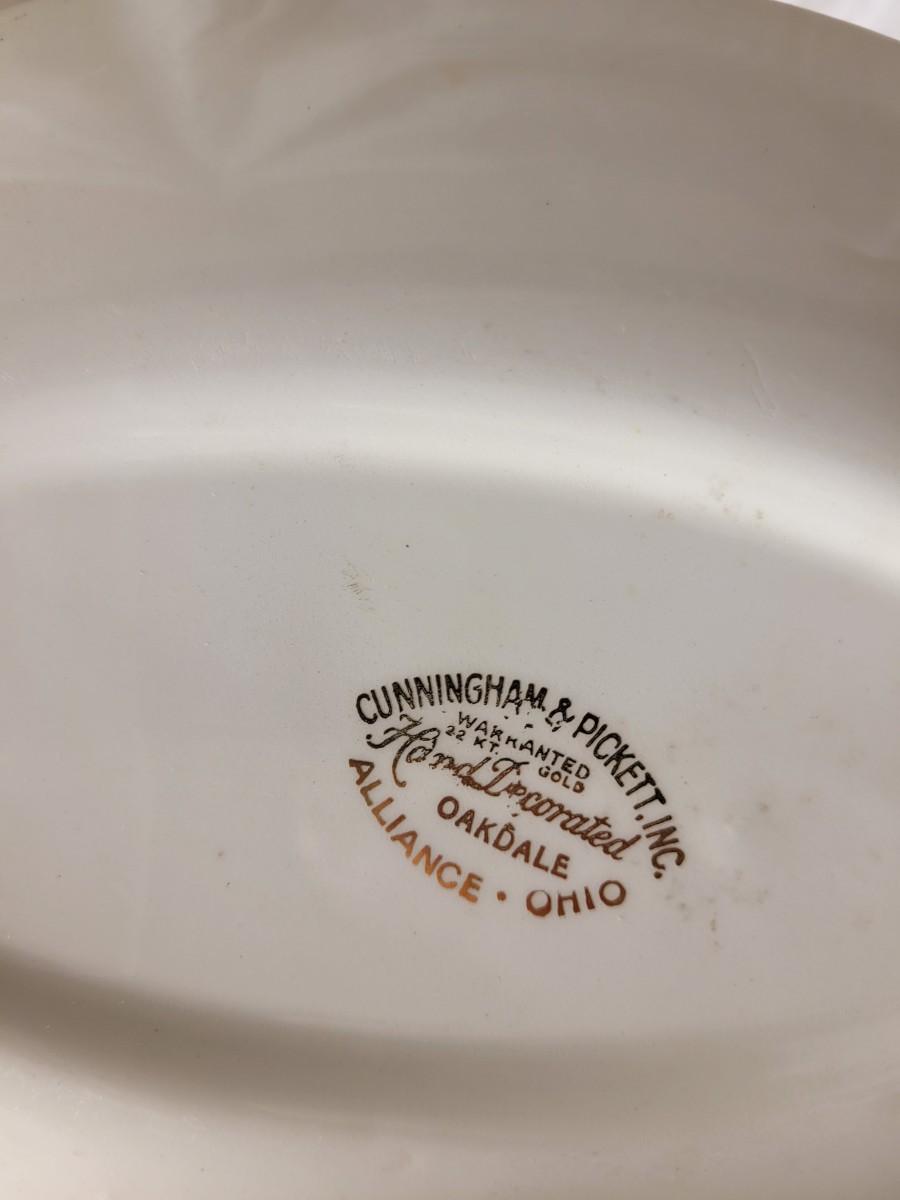 CUNNINGHAM & PICKETT, INC.
WARRANTED
22 KT. GOLD
Hand Decorated
OAKDALE
ALLIANCE • OHIO